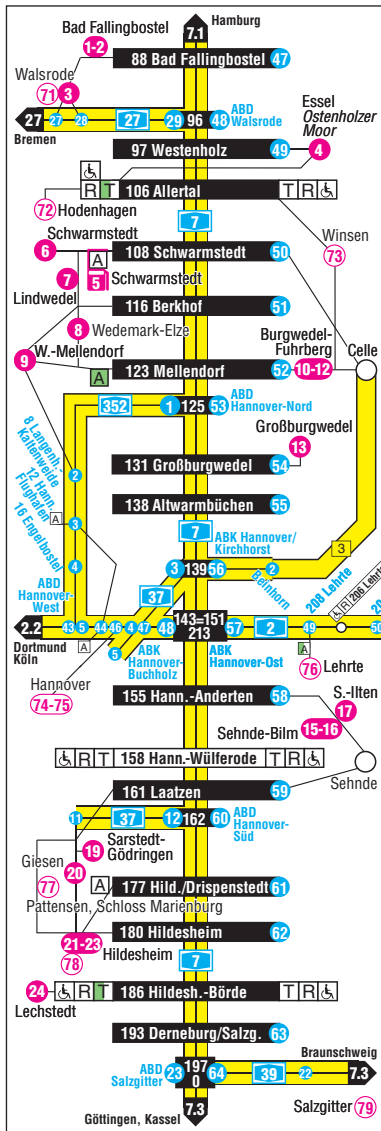 Hamburg
7.1
Bad Fallingbostel
1-2
88 Bad Fallingbostel 47
Walsrode
71 3
27 27 28 27 29 96 48 ABD
Walsrode
Bremen
97 Westenholz 49
Essel
Ostenholzer
Moor
4
R T 106 Allertal T R
72 Hodenhagen
7
Winsen
73
Schwarmstedt
6
A
108 Schwarmstedt 50
5 Schwarmstedt
7
Lindwedel
116 Berkhof 51
8 Wedemark-Elze
9 W.-Mellendorf
A
123 Mellendorf 52
Burgwedel-
Fuhrberg
10-12
Celle
352 1 125 53 ABD
Hannover-Nord
8 Langenh.-
Kaltenweide
2
12 Hann.
Flughafen
A 3
16 Engelbostel
4
Großburgwedel
13
131 Großburgwedel 54
138 Altwarmbüchen 55
7
ABK Hannover/
Kirchhorst
3
3 139 56 2
Beinhorn
37
ABD
Hannover-
West
2.2 43 5 44 46 4 47 48 143=151
213 57 2 49 50
208 Lehrte
R 206 Lehrte
Dortmund
Köln
A
5
ABK
Hannover-
Buchholz
ABK
Hannover-Ost
A
76 Lehrte
Hannover
74-75
155 Hann.-Anderten 58
S.-Ilten
17
Sehnde-Bilm 15-16
R T 158 Hann.-Wülferode T R
Sehnde
161 Laatzen 59
11 37 12 162 60 ABD
Hannover-
Süd
Sarstedt-
Gödringen
19
Giesen
20
77
A
177 Hild./Drispenstedt 61
Pattensen, Schloss Marienburg
21-23
78
Hildesheim
180 Hildesheim 62
7
24
R T 186 Hildesh.-Börde T R
Lechstedt
193 Derneburg/Salzg. 63
ABD
Salzgitter
23 197
0 64 39 22 7.3
Braunschweig
7.3
Göttingen, Kassel
Salzgitter 79